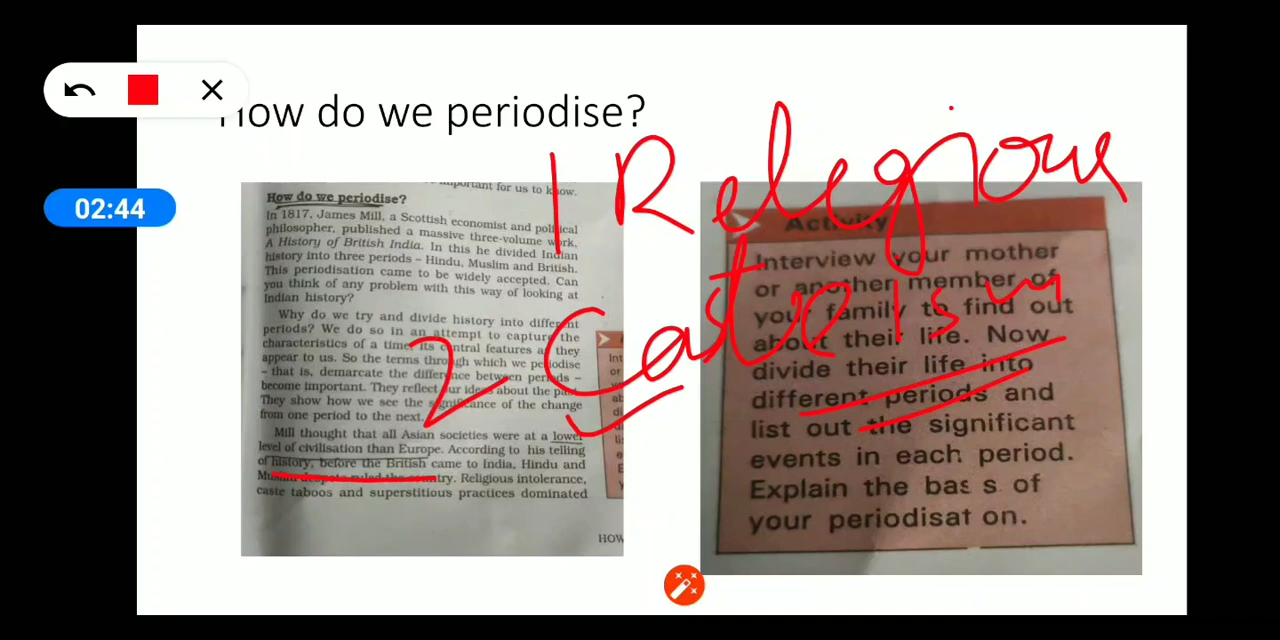 How do we periodise?
02:44
1 Relegious
2 Casteism
important for us to know.
How do we periodise?
In 1817, James Mill, a Scottish economist and political
philosopher, published a massive three-volume work,
A History of British India. In this he divided Indian
history into three periods – Hindu, Muslim and British.
This periodisation came to be widely accepted. Can
you think of any problem with this way of looking at
Indian history?
Why do we try and divide history into different
periods? We do so in an attempt to capture the
characteristics of a time, its central features as they
appear to us. So the terms through which we periodise
– that is, demarcate the difference between periods –
become important. They reflect our ideas about the past.
They show how we see the significance of the change
from one period to the next.
Mill thought that all Asian societies were at a lower
level of civilisation than Europe. According to his telling
of history, before the British came to India, Hindu and
Muslim despots ruled the country. Religious intolerance,
caste taboos and superstitious practices dominated
HOW
Activity
Interview your mother
or another member of
your family to find out
about their life. Now
divide their life into
different periods and
list out the significant
events in each period.
Explain the bas s of
your periodisat on.